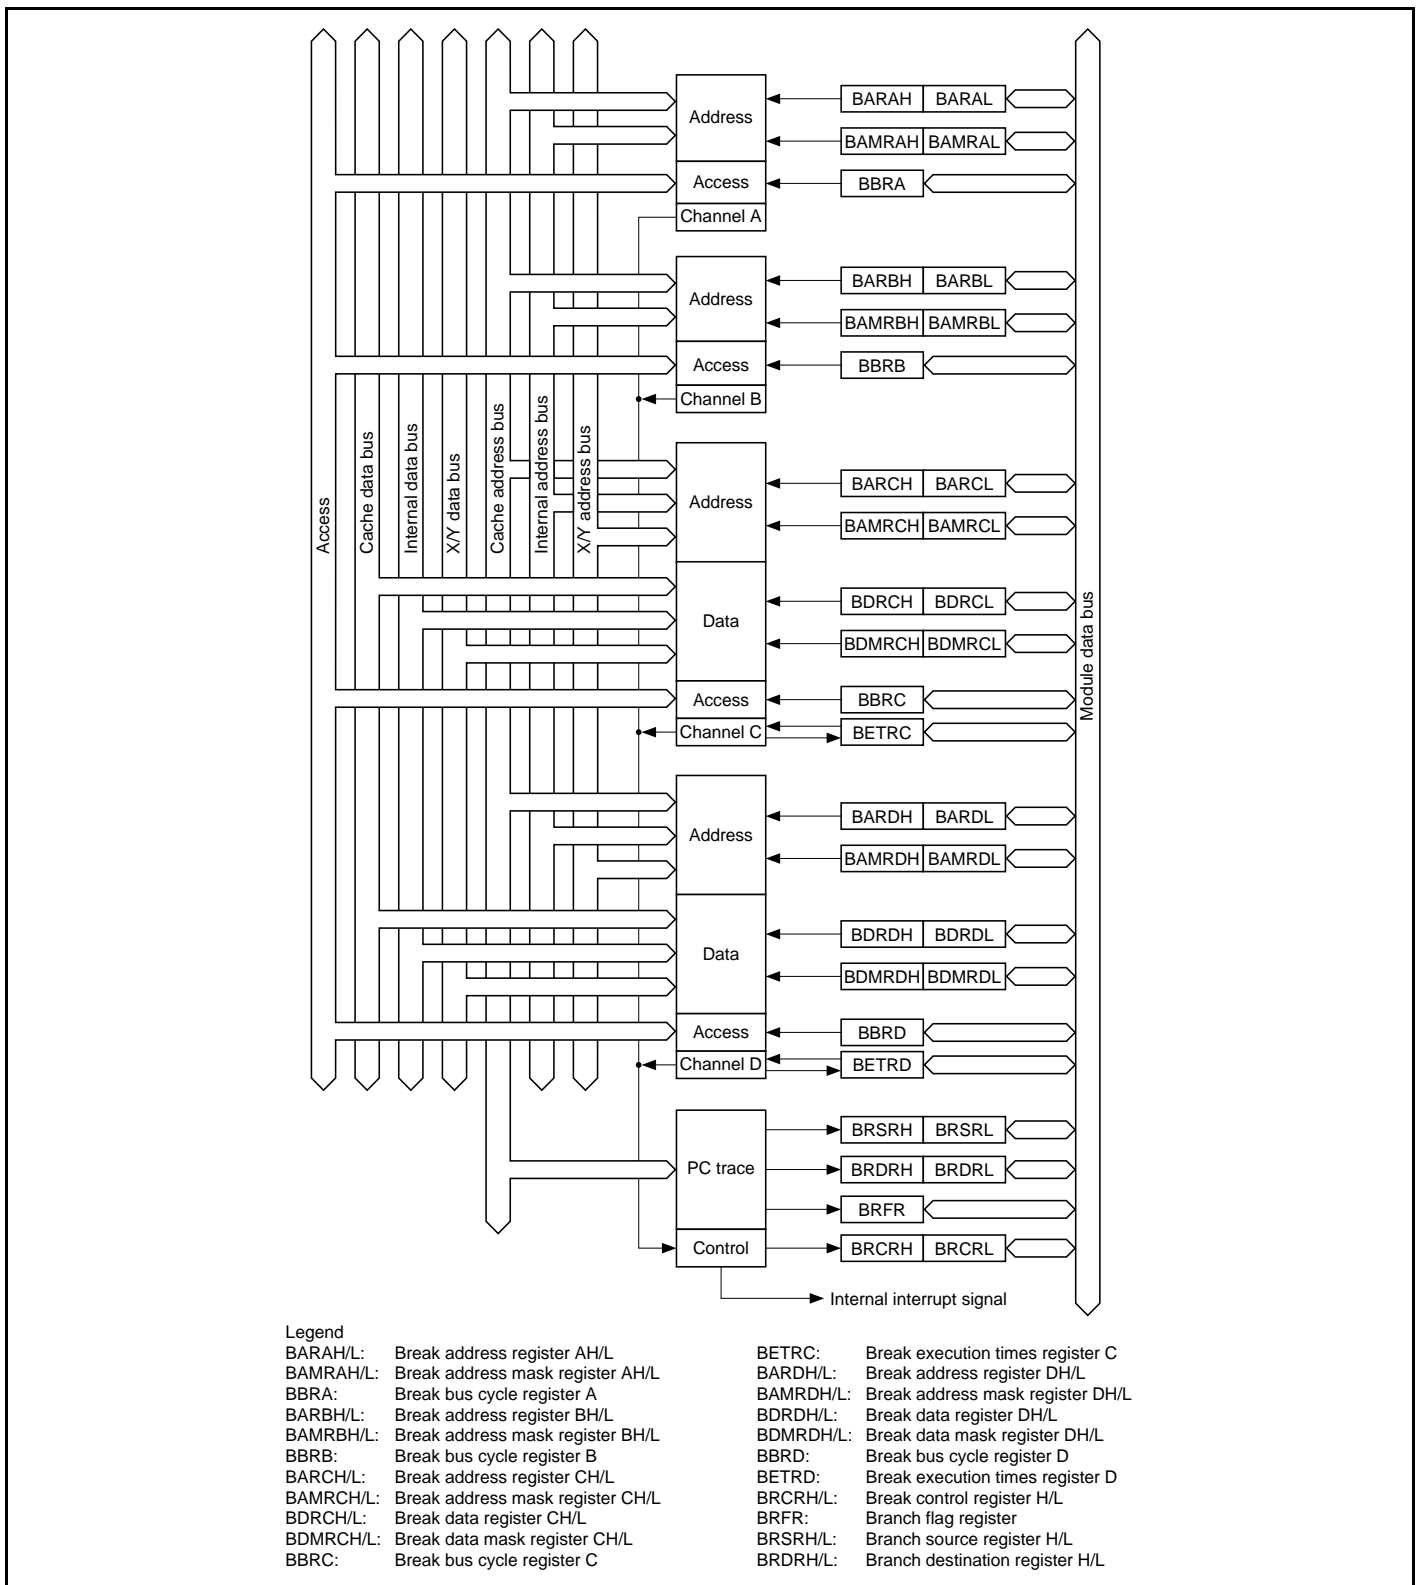 Address
BARAH BARAL
BAMRAH BAMRAL
Access
BBRA
Channel A
Address
BARBH BARBL
BAMRBH BAMRBL
Access
BBRB
Channel B
Access
Cache data bus
Internal data bus
X/Y data bus
Cache address bus
Internal address bus
X/Y address bus
Module data bus
Address
BARCH BARCL
BAMRCH BAMRCL
Data
BDRCH BDRCL
BDMRCH BDMRCL
Access
BBRC
Channel C
BETRC
Address
BARDH BARDL
BAMRDH BAMRDL
Data
BDRDH BDRDL
BDMRDH BDMRDL
Access
BBRD
Channel D
BETRD
PC trace
BRSRH BRSRL
BRDRH BRDRL
BRFR
Control
BRCRH BRCRL
Internal interrupt signal
Legend
BARAH/L: Break address register AH/L
BAMRAH/L: Break address mask register AH/L
BBRA: Break bus cycle register A
BARBH/L: Break address register BH/L
BAMRBH/L: Break address mask register BH/L
BBRB: Break bus cycle register B
BARCH/L: Break address register CH/L
BAMRCH/L: Break address mask register CH/L
BDRCH/L: Break data register CH/L
BDMRCH/L: Break data mask register CH/L
BBRC: Break bus cycle register C
BETRC: Break execution times register C
BARDH/L: Break address register DH/L
BAMRDH/L: Break address mask register DH/L
BDRDH/L: Break data register DH/L
BDMRDH/L: Break data mask register DH/L
BBRD: Break bus cycle register D
BETRD: Break execution times register D
BRCRH/L: Break control register H/L
BRFR: Branch flag register
BRSRH/L: Branch source register H/L
BRDRH/L: Branch destination register H/L